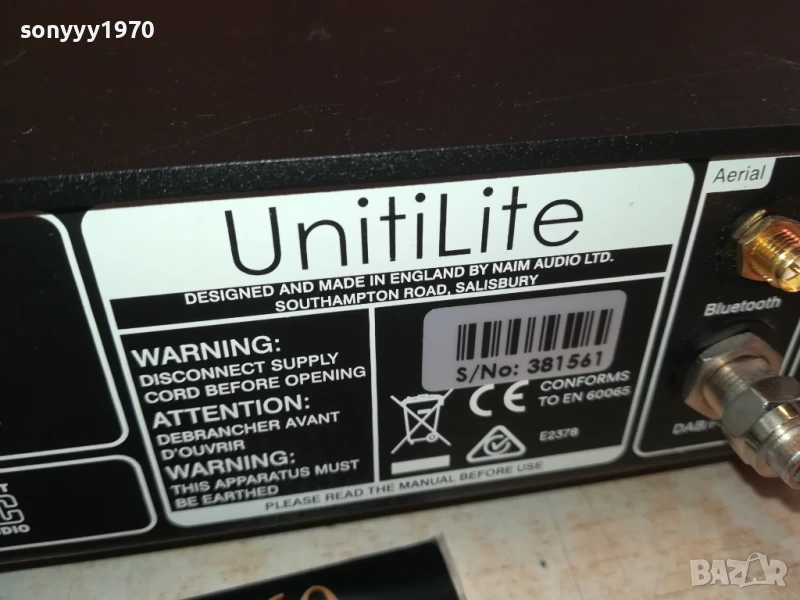 sonyyy1970
Aerial
UnitiLite
DESIGNED AND MADE IN ENGLAND BY NAIM AUDIO LTD.
SOUTHAMPTON ROAD, SALISBURY
Bluetooth
WARNING:
DISCONNECT SUPPLY
CORD BEFORE OPENING
ATTENTION:
DEBRANCHER AVANT
D'OUVRIR
WARNING:
THIS APPARATUS MUST
BE EARTHED
S/No: 381561
CE
CONFORMS
TO EN 60065
E2378
PLEASE READ THE MANUAL BEFORE USE
BAZAR
.bg